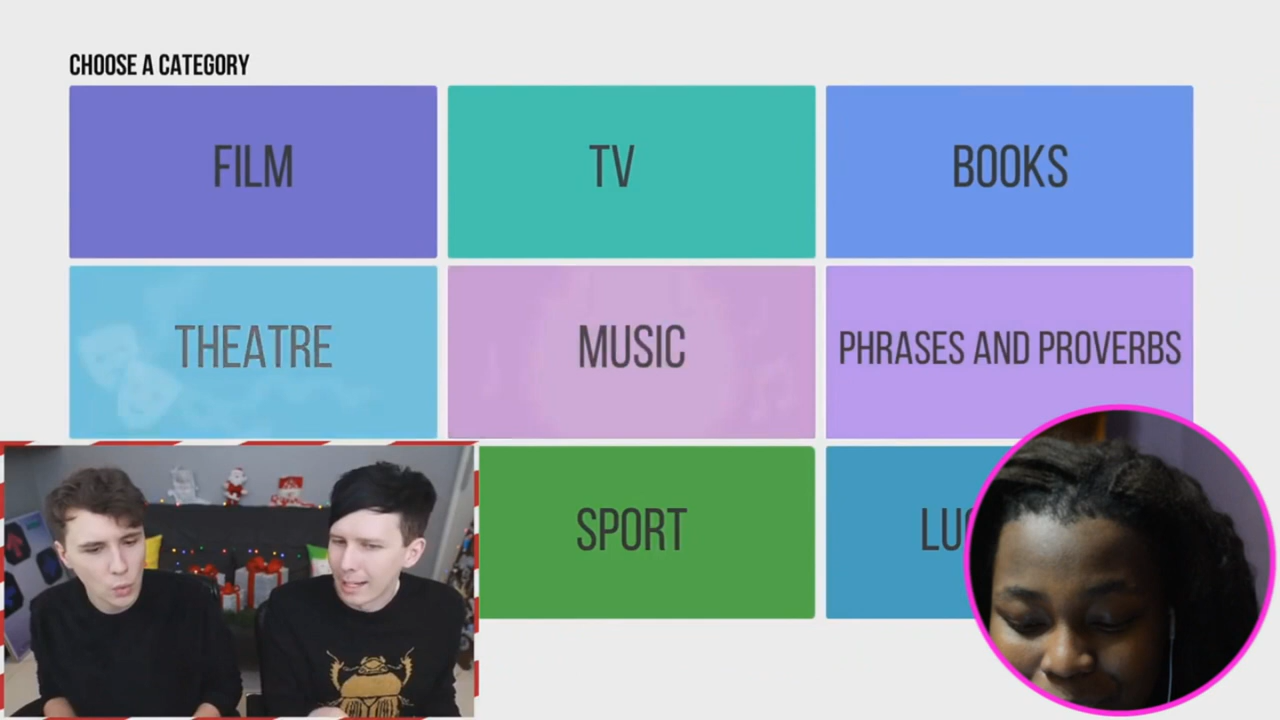 CHOOSE A CATEGORY
FILM
TV
BOOKS
THEATRE
MUSIC
PHRASES AND PROVERBS
SPORT